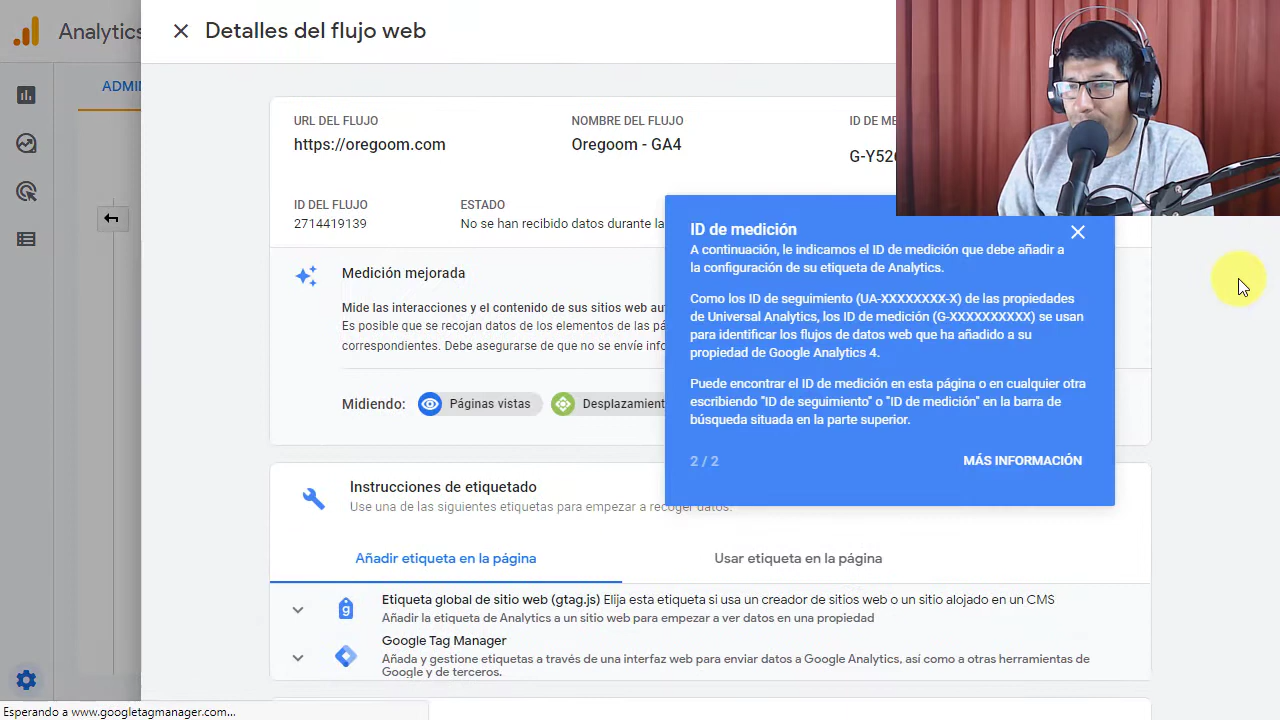 Analytics
Detalles del flujo web
ADMIN
URL DEL FLUJO
NOMBRE DEL FLUJO
ID DE ME
https://oregoom.com
Oregoom - GA4
G-Y526
ID DEL FLUJO
ESTADO
2714419139
No se han recibido datos durante la
ID de medición
A continuación, le indicamos el ID de medición que debe añadir a
la configuración de su etiqueta de Analytics.
Como los ID de seguimiento (UA-XXXXXXXX-X) de las propiedades
de Universal Analytics, los ID de medición (G-XXXXXXXXXX) se usan
para identificar los flujos de datos web que ha añadido a su
propiedad de Google Analytics 4.
Puede encontrar el ID de medición en esta página o en cualquier otra
escribiendo "ID de seguimiento" o "ID de medición" en la barra de
búsqueda situada en la parte superior.
2 / 2
MÁS INFORMACIÓN
Medición mejorada
Mide las interacciones y el contenido de sus sitios web
Es posible que se recojan datos de los elementos de las
correspondientes. Debe asegurarse de que no se envíe
Midiendo:
Páginas vistas
Desplazamient
Instrucciones de etiquetado
Use una de las siguientes etiquetas para empezar a recoger datos.
Añadir etiqueta en la página
Usar etiqueta en la página
Etiqueta global de sitio web (gtag.js) Elija esta etiqueta si usa un creador de sitios web o un sitio alojado en un CMS
Añadir la etiqueta de Analytics a un sitio web para empezar a ver datos en una propiedad
Google Tag Manager
Añada y gestione etiquetas a través de una interfaz web para enviar datos a Google Analytics, así como a otras herramientas de
Google y de terceros.
Esperando a www.googletagmanager.com...